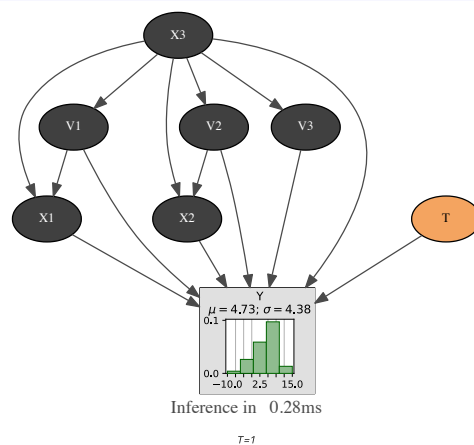 X3
V1
V2
V3
X1
X2
T
Y
μ = 4.73; σ = 4.38
0.1
0.0
−10.0 2.5 15.0
Inference in 0.28ms
T=1